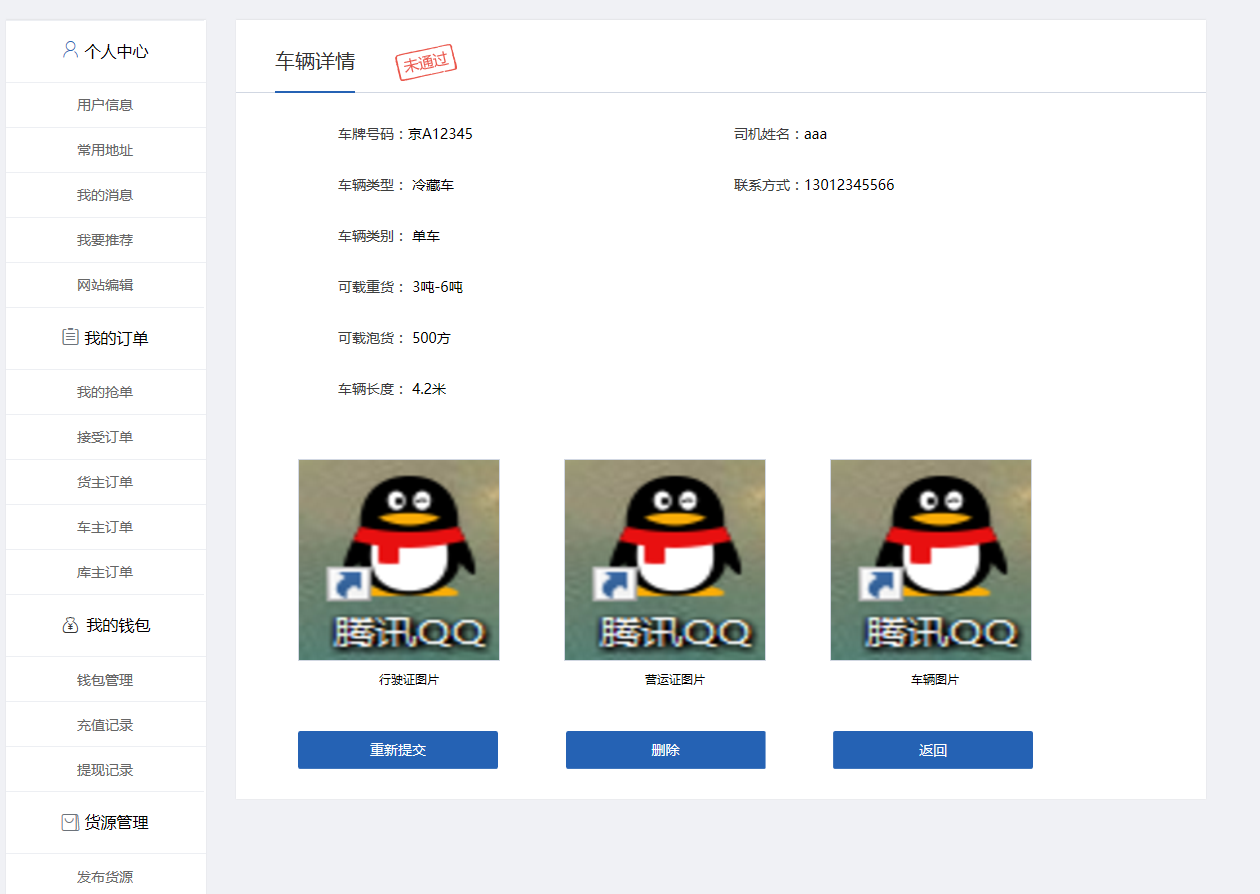 个人中心
用户信息
常用地址
我的消息
我要推荐
网站编辑
我的订单
我的抢单
接受订单
货主订单
车主订单
库主订单
我的钱包
钱包管理
充值记录
提现记录
货源管理
发布货源
车辆详情
未通过
车牌号码：京A12345
司机姓名：aaa
车辆类型： 冷藏车
联系方式：13012345566
车辆类别： 单车
可载重货： 3吨-6吨
可载泡货： 500方
车辆长度： 4.2米
腾讯QQ
腾讯QQ
腾讯QQ
行驶证图片
营运证图片
车辆图片
重新提交
删除
返回